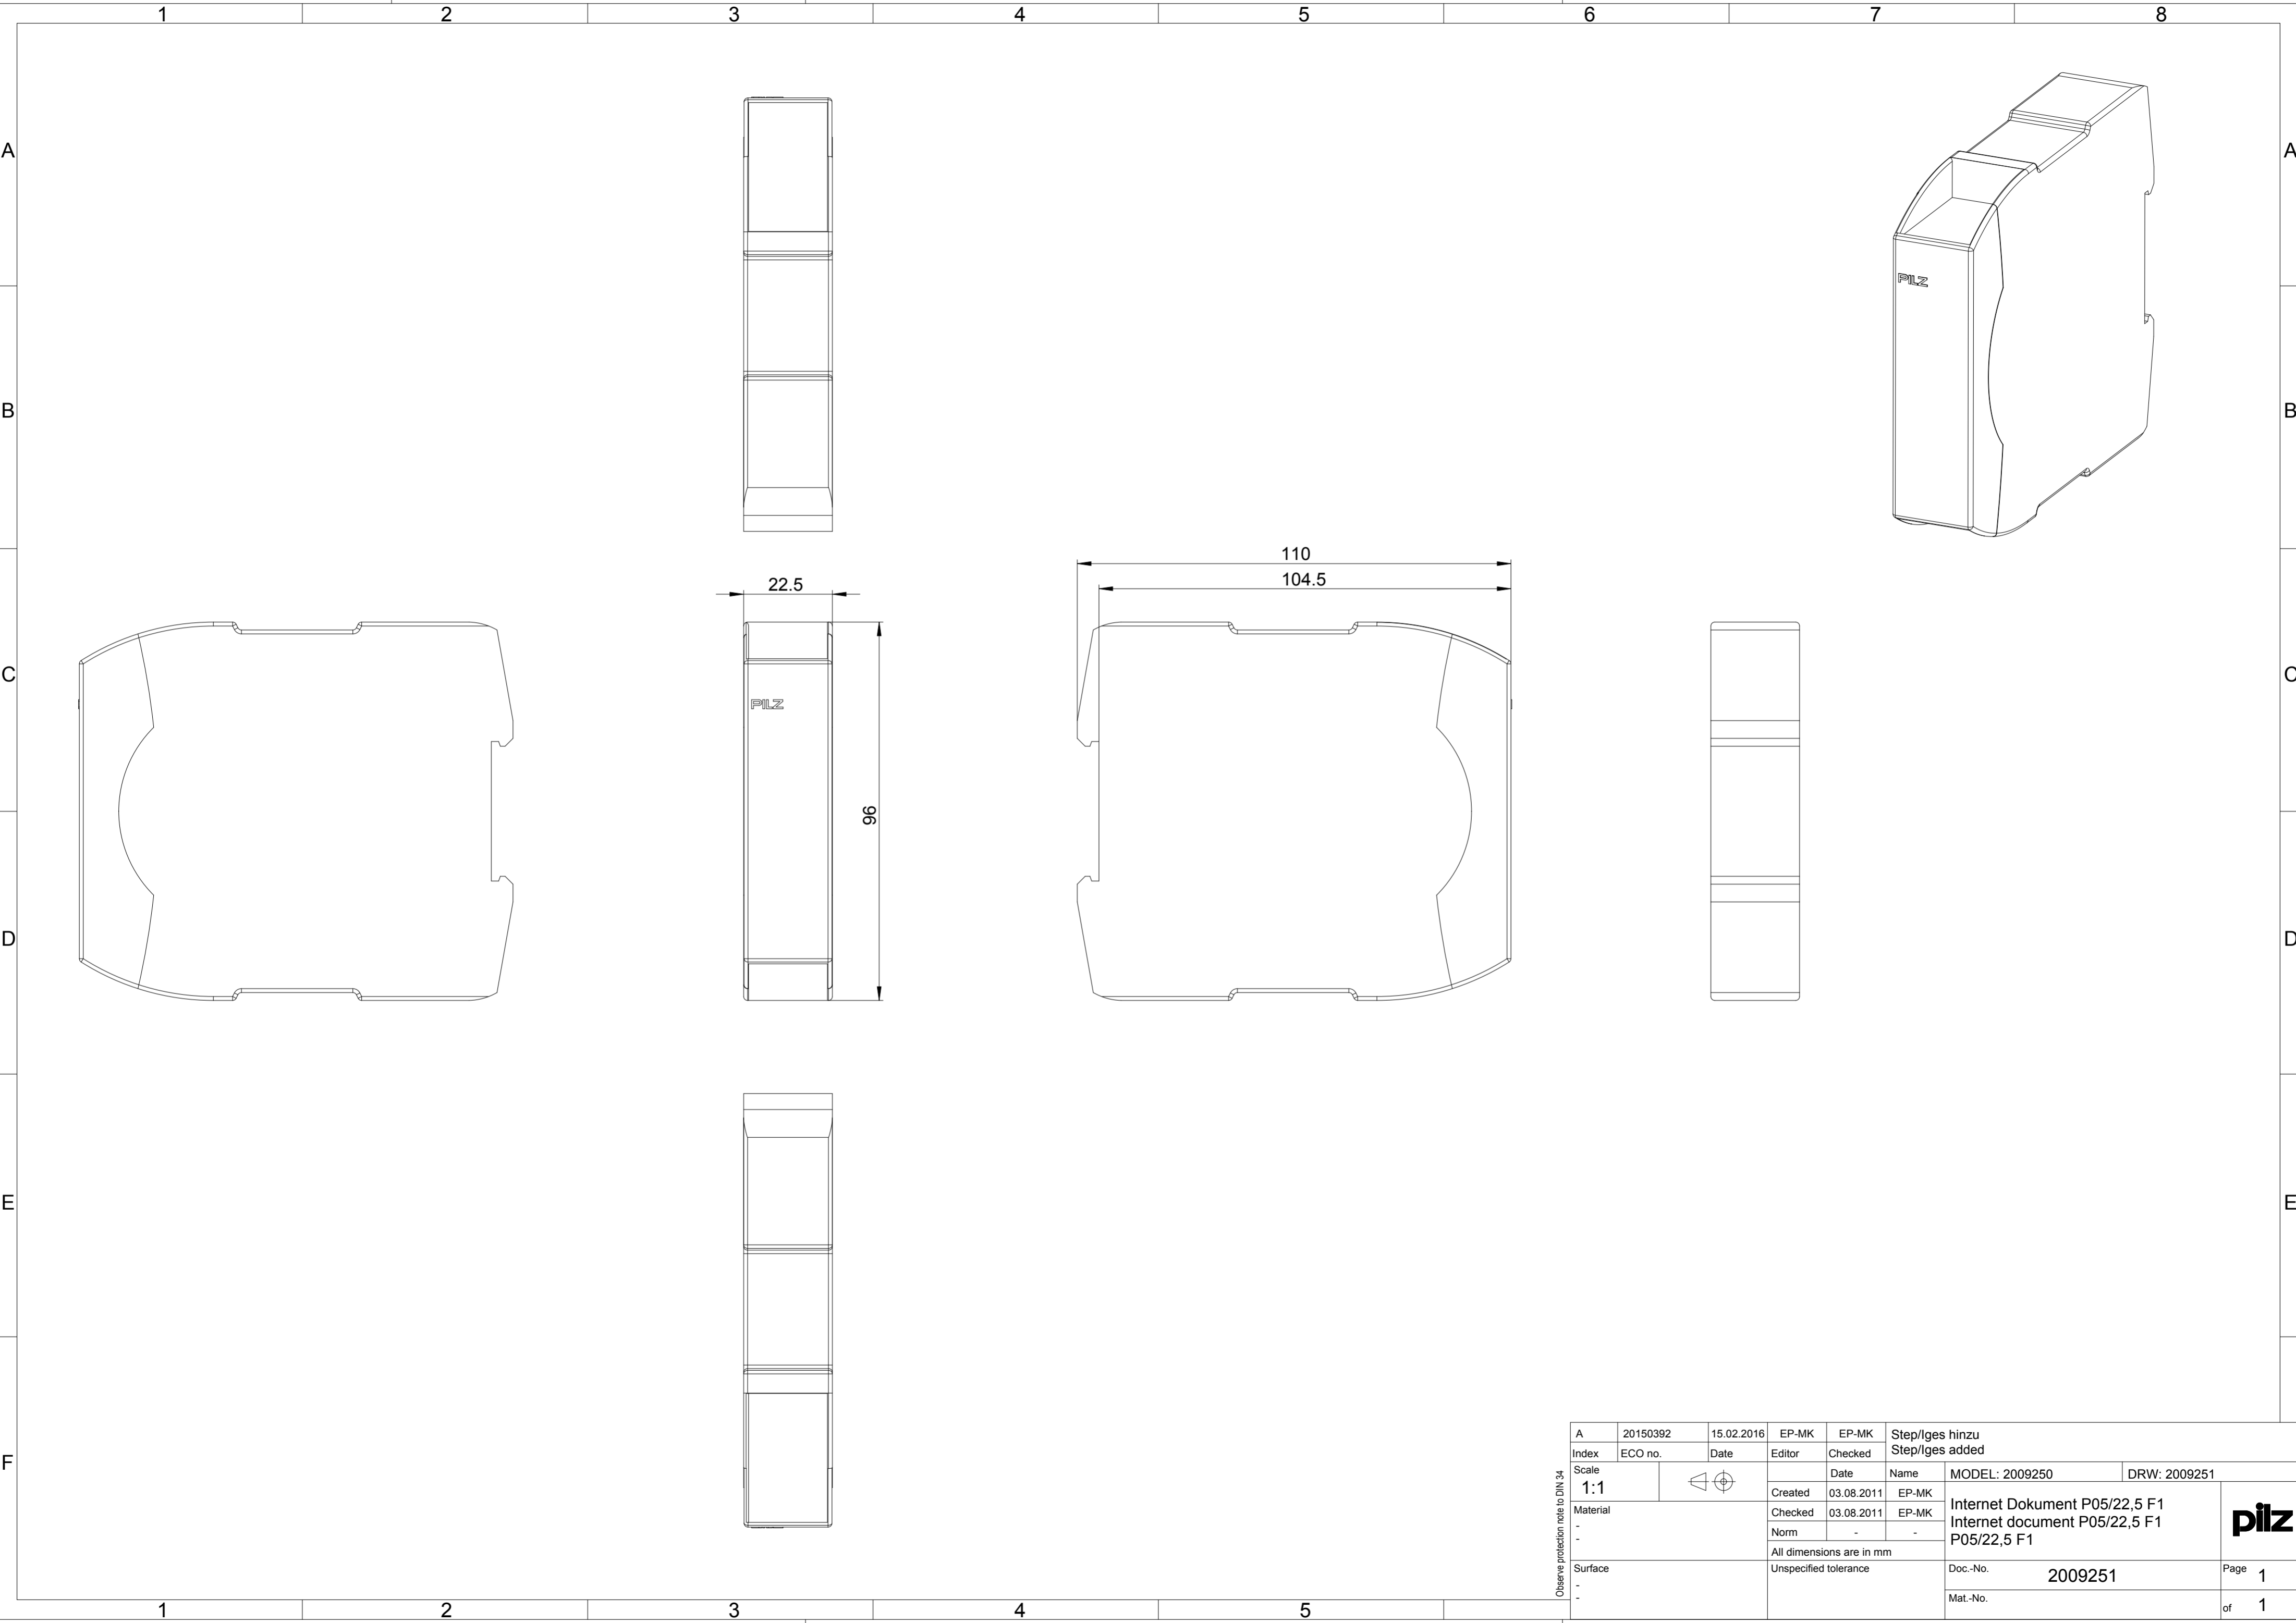 1 2 3 4 5 6 7 8
A A
PILZ
B B
110
22.5 104.5
C C
PILZ
96
D D
E E
F
A 20150392 15.02.2016 EP-MK EP-MK Step/Iges hinzu
Index ECO no. Date Editor Checked Step/Iges added
Scale
1:1
Date Name MODEL: 2009250 DRW: 2009251
Created 03.08.2011 EP-MK
Checked 03.08.2011 EP-MK
Norm - -
All dimensions are in mm
Internet Dokument P05/22,5 F1
Internet document P05/22,5 F1
P05/22,5 F1
pilz
Material
-
-
Surface
-
-
Unspecified tolerance
Doc.-No. 2009251
Page 1
Mat.-No.
of 1
Observe protection note to DIN 34
1 2 3 4 5